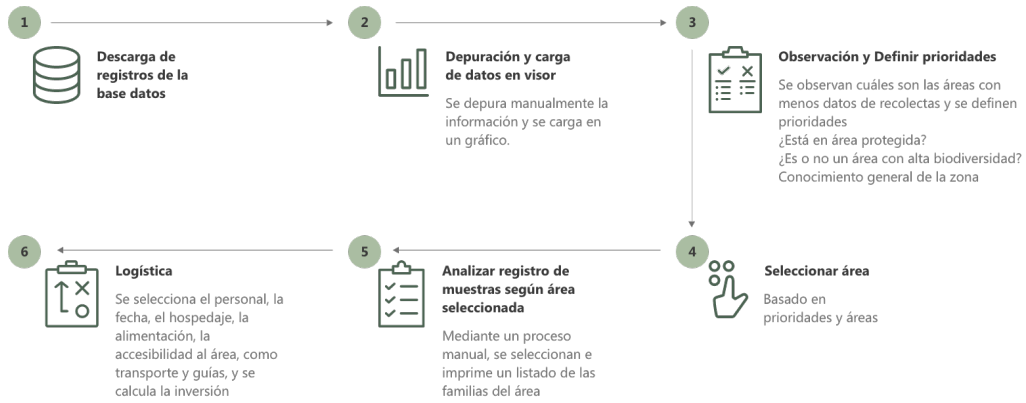 1
Descarga de
registros de la
base datos
2
Depuración y carga
de datos en visor
Se depura manualmente la
información y se carga en
un gráfico.
3
Observación y Definir prioridades
Se observan cuáles son las áreas con
menos datos de recolectas y se definen
prioridades
¿Está en área protegida?
¿Es o no un área con alta biodiversidad?
Conocimiento general de la zona
4
Seleccionar área
Basado en
prioridades y áreas
5
Analizar registro de
muestras según área
seleccionada
Mediante un proceso
manual, se seleccionan e
imprime un listado de las
familias del área
6
Logística
Se selecciona el personal, la
fecha, el hospedaje, la
alimentación, la
accesibilidad al área, como
transporte y guías, y se
calcula la inversión